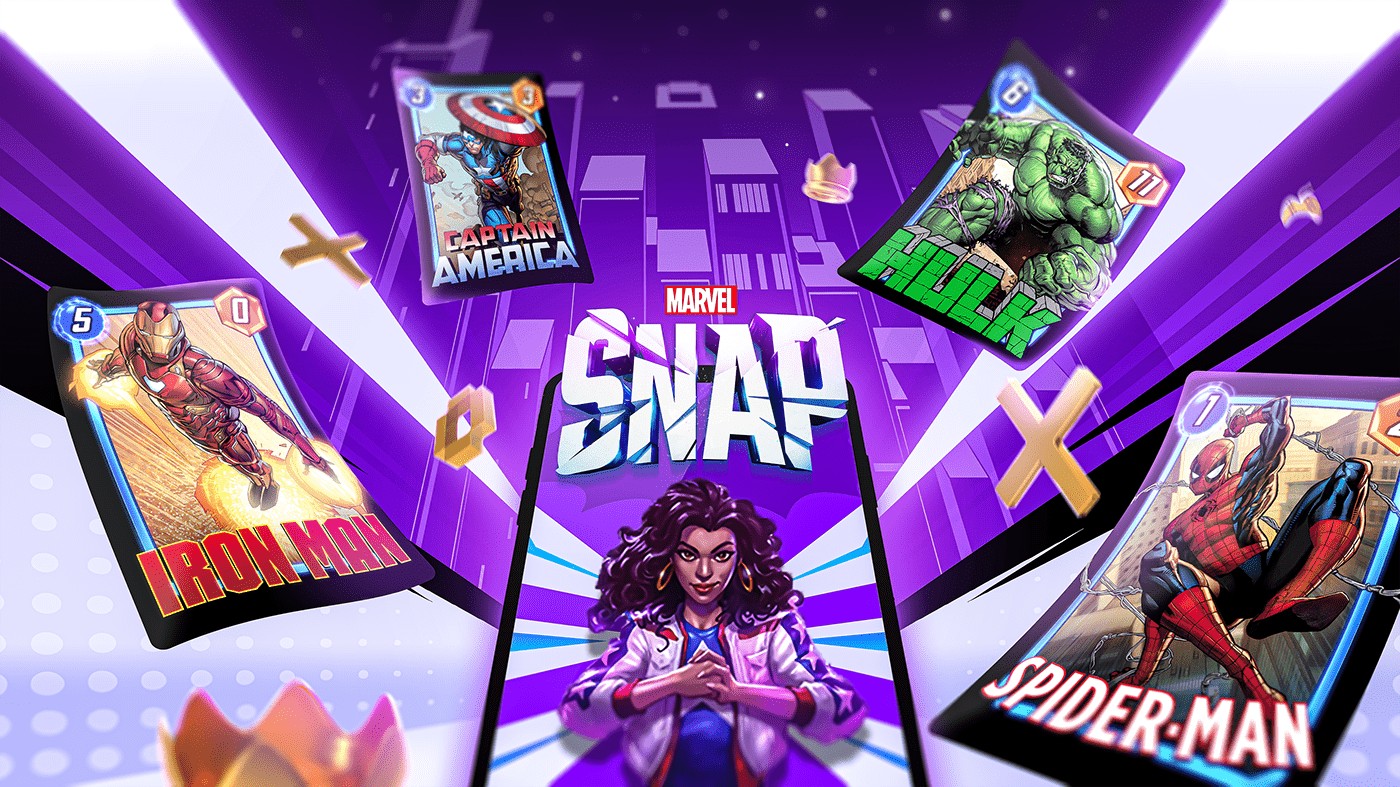 3
3
CAPTAIN
AMERICA
6
11
HULK
MARVEL
SNAP
5
0
IRON MAN
1
SPIDER-MAN